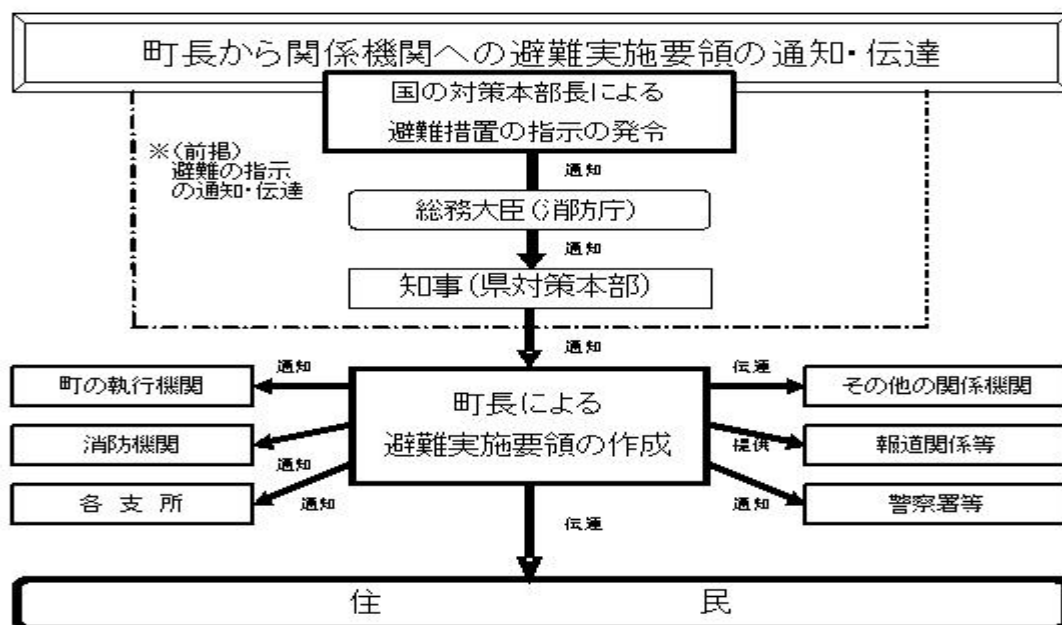 町長から関係機関への避難実施要領の通知・伝達
国の対策本部長による
避難措置の指示の発令
※(前掲)
避難の指示
の通知・伝達
通知
総務大臣(消防庁)
通知
知事(県対策本部)
通知
町の執行機関
通知
伝達
その他の関係機関
町長による
避難実施要領の作成
消防機関
通知
提供
報道関係等
各 支 所
通知
通知
警察署等
伝達
住 民